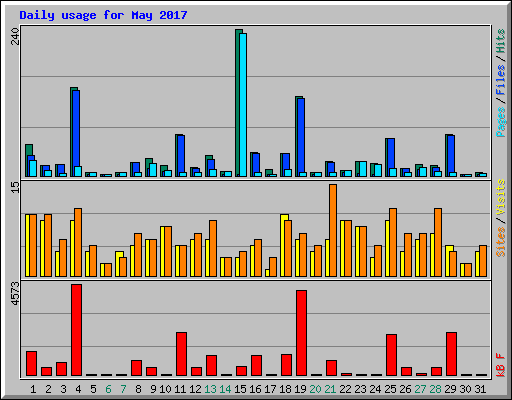 Daily usage for May 2017
240
Pages / Files / Hits
15
Sites / Visits
4573
kB F
1 2 3 4 5 6 7 8 9 10 11 12 13 14 15 16 17 18 19 20 21 22 23 24 25 26 27 28 29 30 31